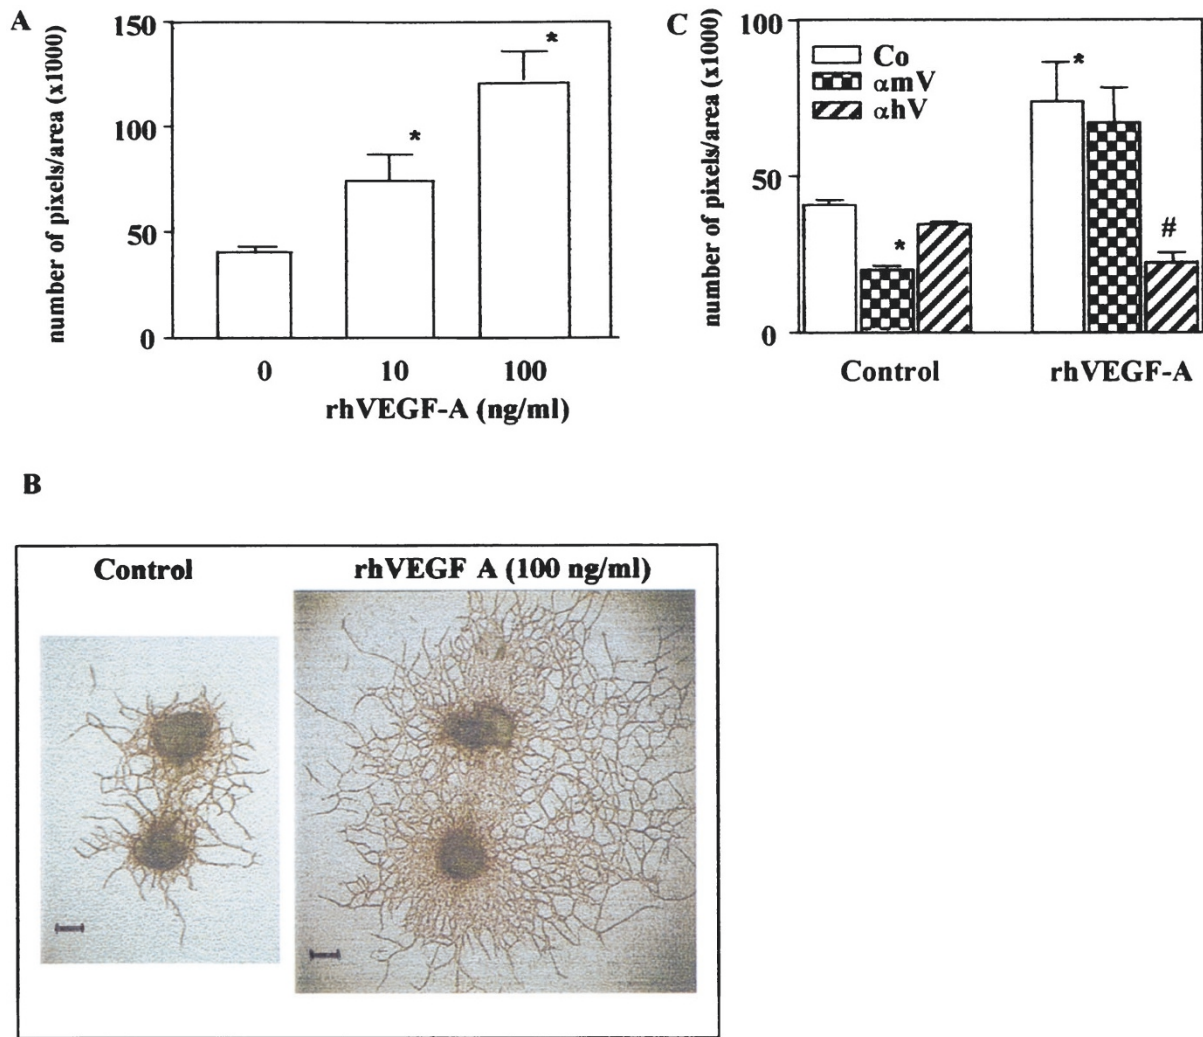 A
number of pixels/area (x1000)
150
100
50
0
*
*
0 10 100
rhVEGF-A (ng/ml)
C
number of pixels/area (x1000)
100
50
0
Co
αmV
αhV
*
*
#
Control rhVEGF-A
B
Control rhVEGF A (100 ng/ml)